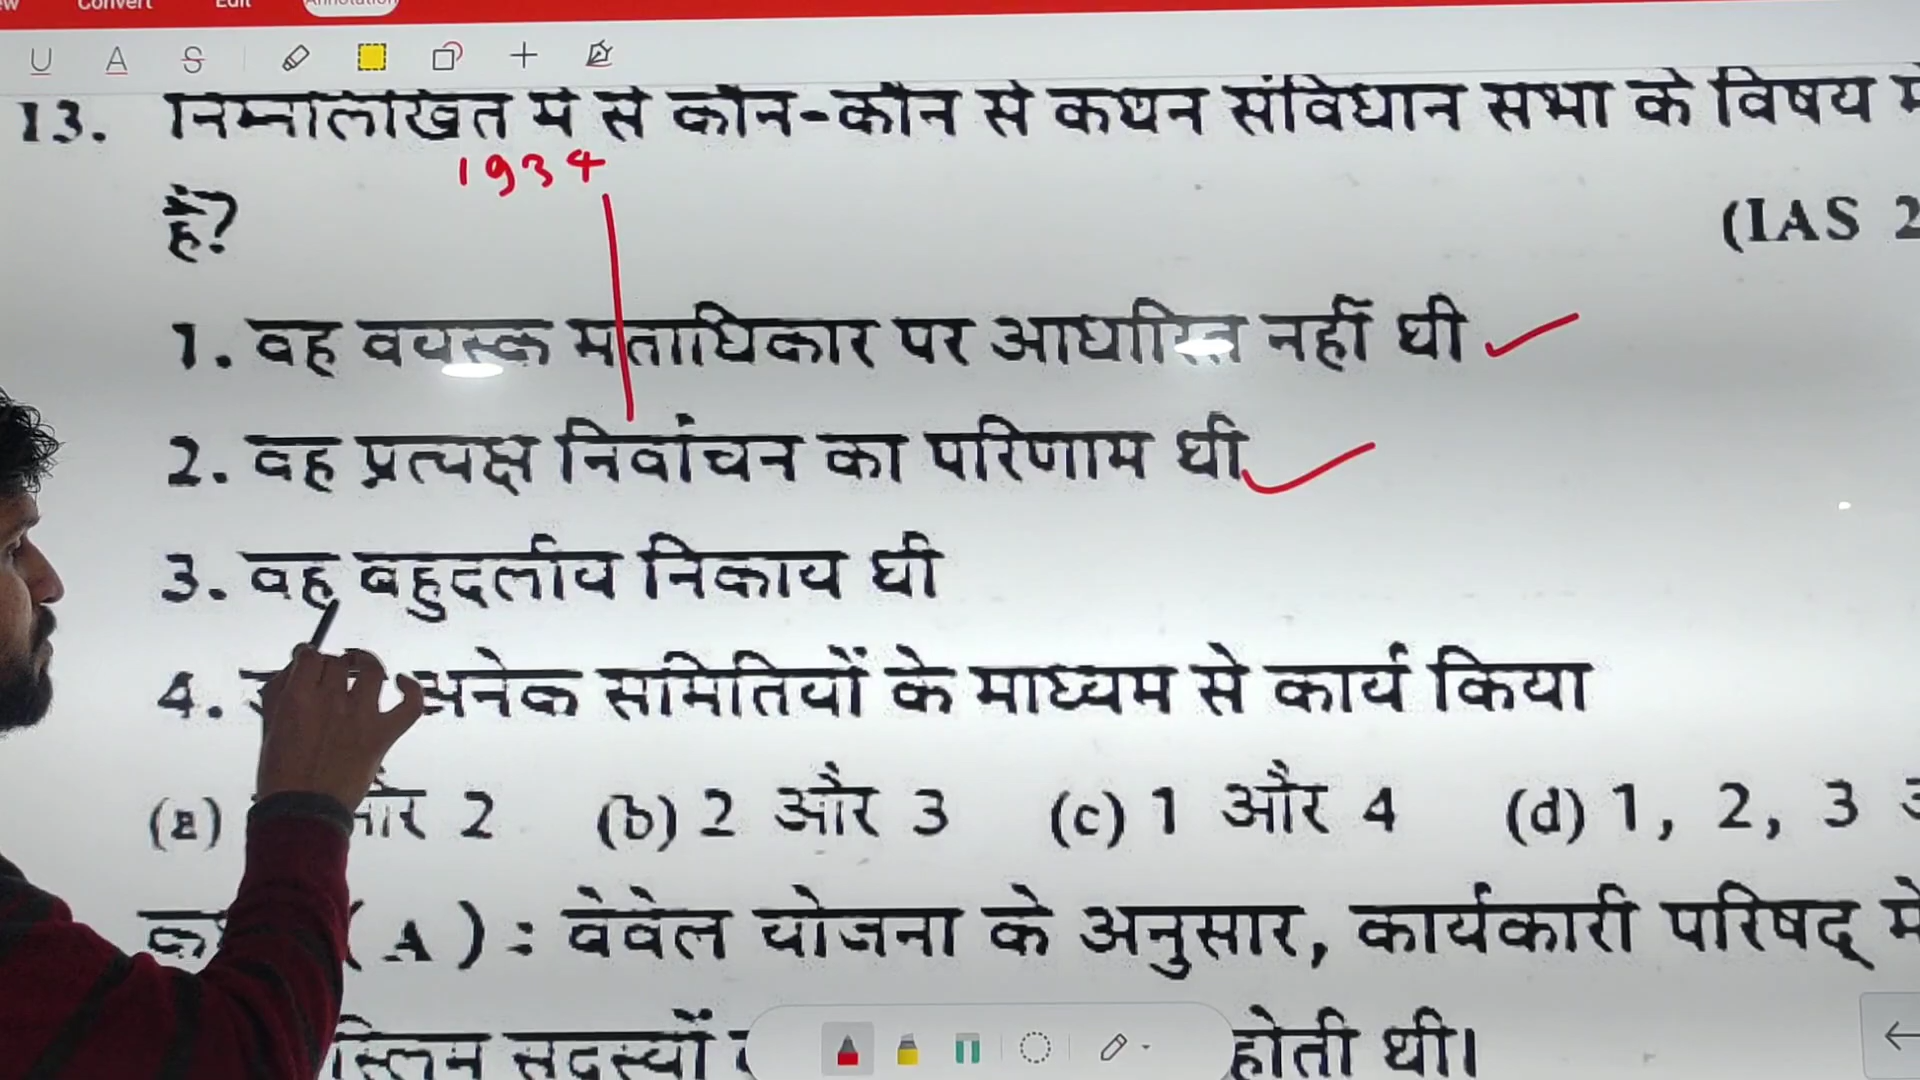 Convert Edit Annotation
U A S
13. निम्नलिखित में से कौन-कौन से कथन संविधान सभा के विषय में
1934
हैं?
(IAS 2
1. वह वयस्क मताधिकार पर आधारित नहीं थी
2. वह प्रत्यक्ष निर्वाचन का परिणाम थी
3. वह बहुदलीय निकाय थी
4. अनेक समितियों के माध्यम से कार्य किया
(a) और 2 (b) 2 और 3 (c) 1 और 4 (d) 1, 2, 3
(A) : वेवेल योजना के अनुसार, कार्यकारी परिषद् में
सदस्यों होती थी।